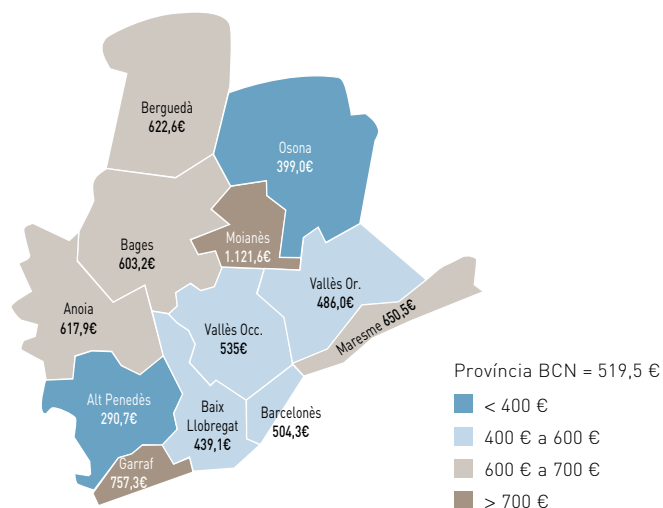 Berguedà
622,6€
Osona
399,0€
Moianès
1.121,6€
Bages
603,2€
Vallès Or.
486,0€
Anoia
617,9€
Vallès Occ.
535€
Maresme 650,5€
Alt Penedès
290,7€
Baix
Llobregat
439,1€
Barcelonès
504,3€
Garraf
757,3€
Província BCN = 519,5 €
< 400 €
400 € a 600 €
600 € a 700 €
> 700 €